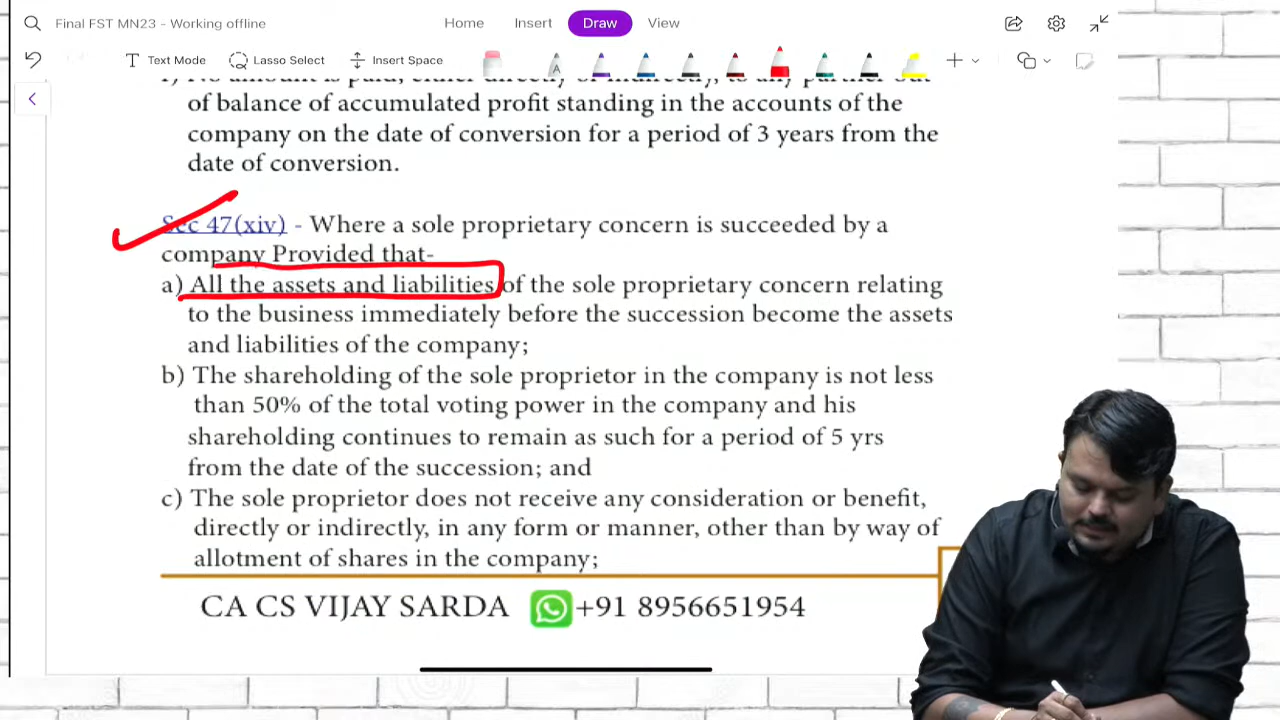 Final FST MN23 - Working offline
Home Insert Draw View
Text Mode Lasso Select Insert Space
of balance of accumulated profit standing in the accounts of the
company on the date of conversion for a period of 3 years from the
date of conversion.
Sec 47(xiv) - Where a sole proprietary concern is succeeded by a
company Provided that-
a) All the assets and liabilities of the sole proprietary concern relating
to the business immediately before the succession become the assets
and liabilities of the company;
b) The shareholding of the sole proprietor in the company is not less
than 50% of the total voting power in the company and his
shareholding continues to remain as such for a period of 5 yrs
from the date of the succession; and
c) The sole proprietor does not receive any consideration or benefit,
directly or indirectly, in any form or manner, other than by way of
allotment of shares in the company;
CA CS VIJAY SARDA +91 8956651954